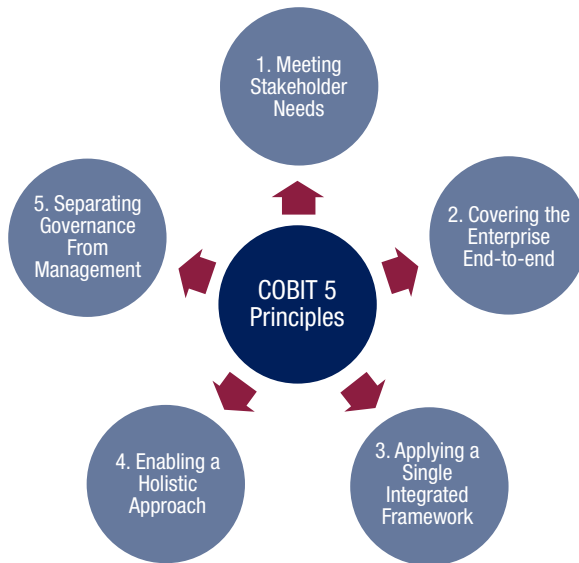 1. Meeting
Stakeholder
Needs
5. Separating
Governance
From
Management
2. Covering the
Enterprise
End-to-end
COBIT 5
Principles
4. Enabling a
Holistic
Approach
3. Applying a
Single
Integrated
Framework